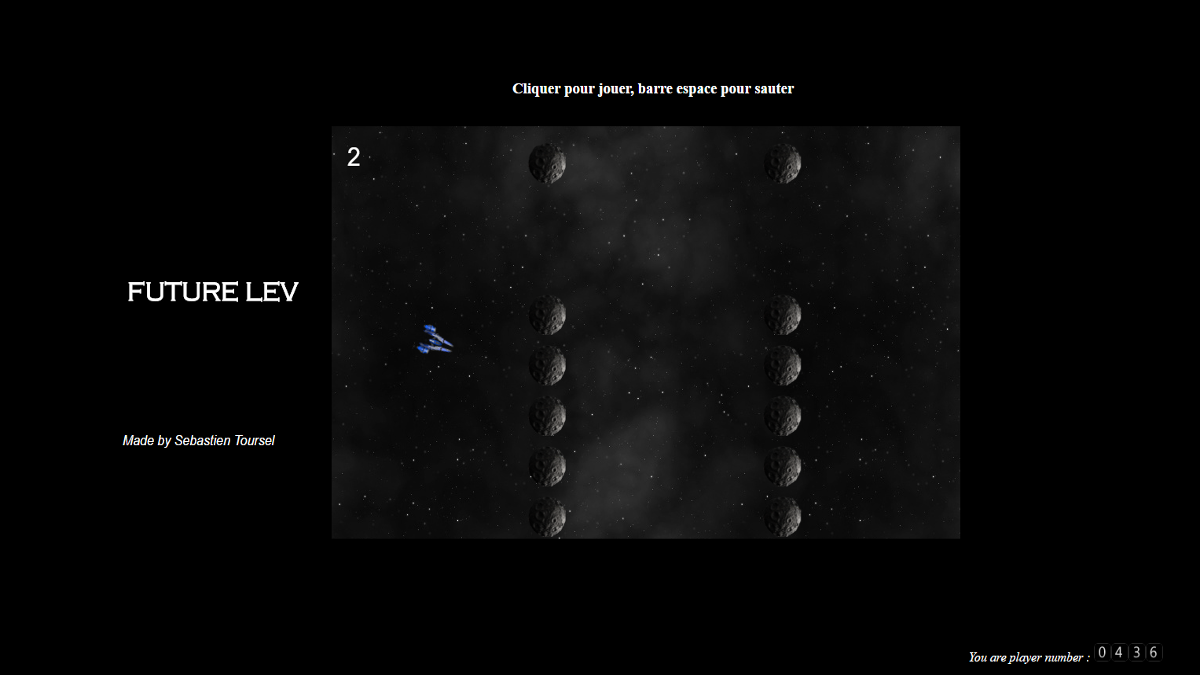 Cliquer pour jouer, barre espace pour sauter
2
FUTURE LEV
Made by Sebastien Toursel
You are player number : 0436